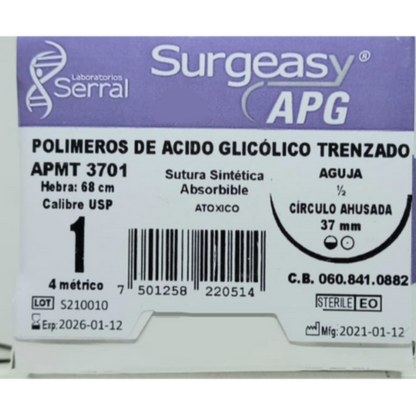 Laboratorios
Serral
Surgeasy®
APG
POLIMEROS DE ACIDO GLICÓLICO TRENZADO
APMT 3701
Hebra: 68 cm
Calibre USP
1
4 métrico
Sutura Sintética
Absorbible
ATOXICO
AGUJA
½
CÍRCULO AHUSADA
37 mm
7 501258 220514
C.B. 060.841.0882
LOT S210010
STERILE EO
Exp: 2026-01-12
Mfg: 2021-01-12